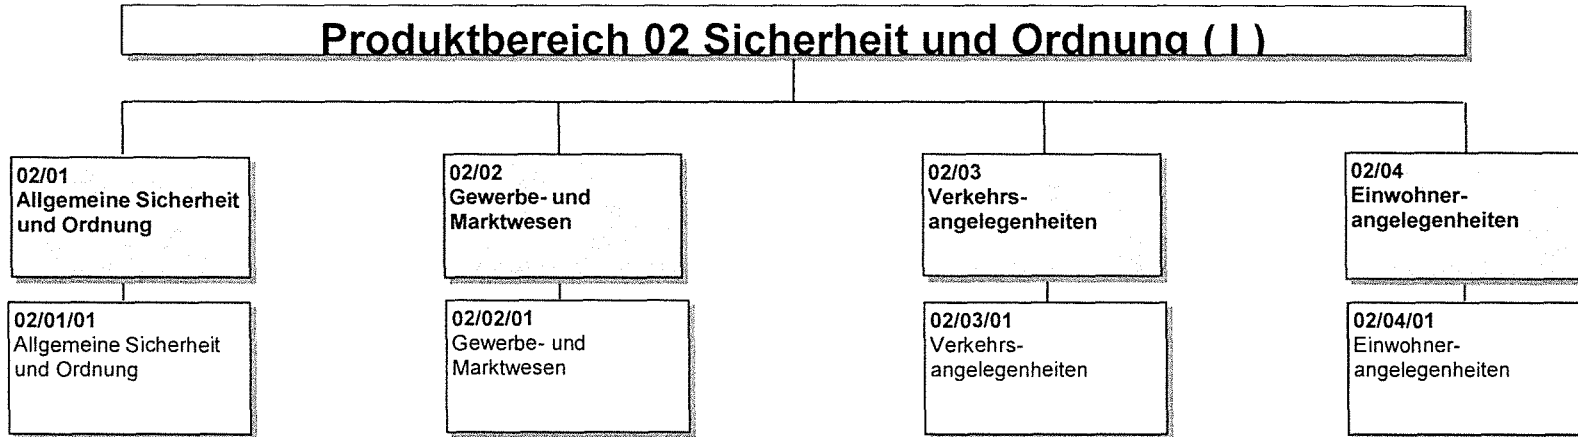 Produktbereich 02 Sicherheit und Ordnung ( I )
02/01
Allgemeine Sicherheit
und Ordnung
02/02
Gewerbe- und
Marktwesen
02/03
Verkehrs-
angelegenheiten
02/04
Einwohner-
angelegenheiten
02/01/01
Allgemeine Sicherheit
und Ordnung
02/02/01
Gewerbe- und
Marktwesen
02/03/01
Verkehrs-
angelegenheiten
02/04/01
Einwohner-
angelegenheiten